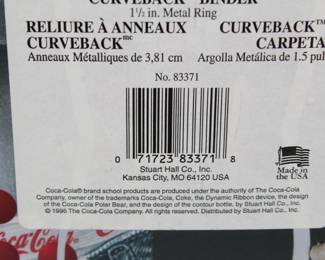 CURVEBACK BINDER
1½ in. Metal Ring
RELIURE À ANNEAUX
CURVEBACK™
CURVEBACKmc
CARPETA
Anneaux Métalliques de 3,81 cm
Argolla Metálica de 1.5 pul
No. 83371
0 71723 83371 8
Made in
the USA
Stuart Hall Co., Inc.
Kansas City, MO 64120 USA
Coca-Cola® brand school products are produced under the authority of The Coca-Cola
Company, owner of the trademarks Coca-Cola, Coke, the Dynamic Ribbon device, the design
of the Coca-Cola Polar Bear, and the design of the contour bottle, by Stuart Hall Co., Inc.
© 1996 The Coca-Cola Company. All rights reserved. Distributed by Stuart Hall Co., Inc.
Coca-Cola